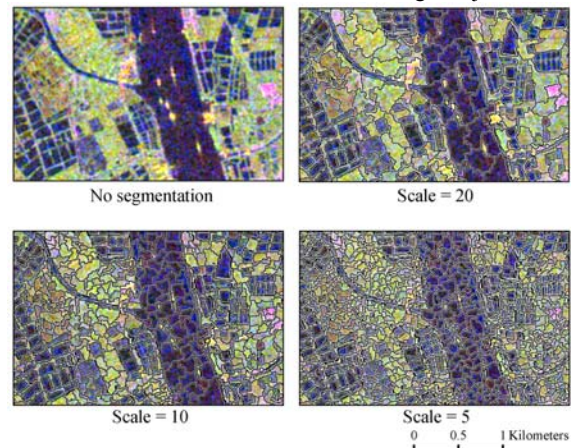 No segmentation
Scale = 20
Scale = 10
Scale = 5
0 0.5 1 Kilometers